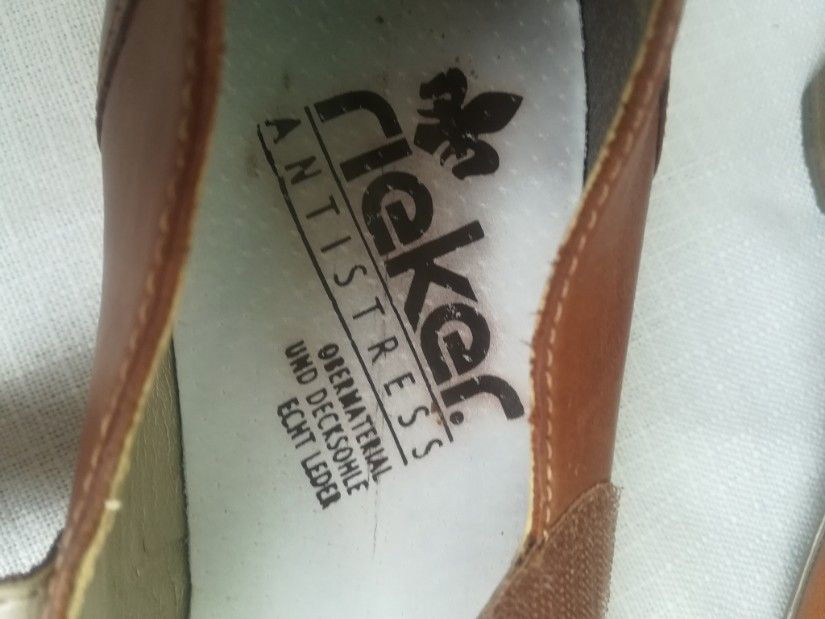 rieker.
ANTISTRESS
OBERMATERIAL
UND DECKSOHLE
ECHT LEDER